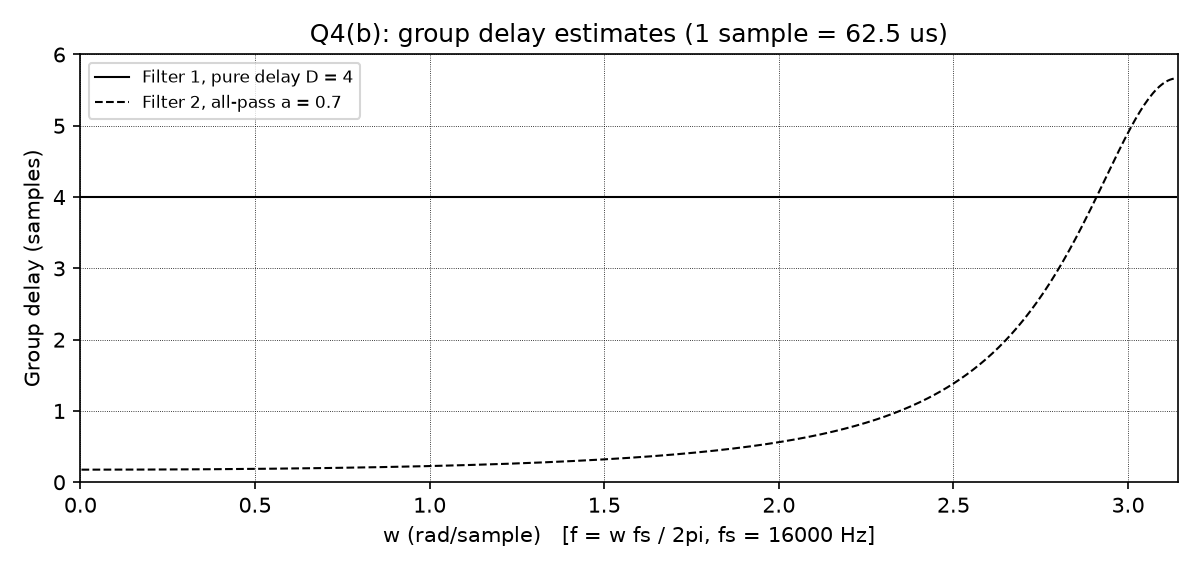 Q4(b): group delay estimates (1 sample = 62.5 us)
Filter 1, pure delay D = 4
Filter 2, all-pass a = 0.7
Group delay (samples)
6
5
4
3
2
1
0
0.0 0.5 1.0 1.5 2.0 2.5 3.0
w (rad/sample) [f = w fs / 2pi, fs = 16000 Hz]